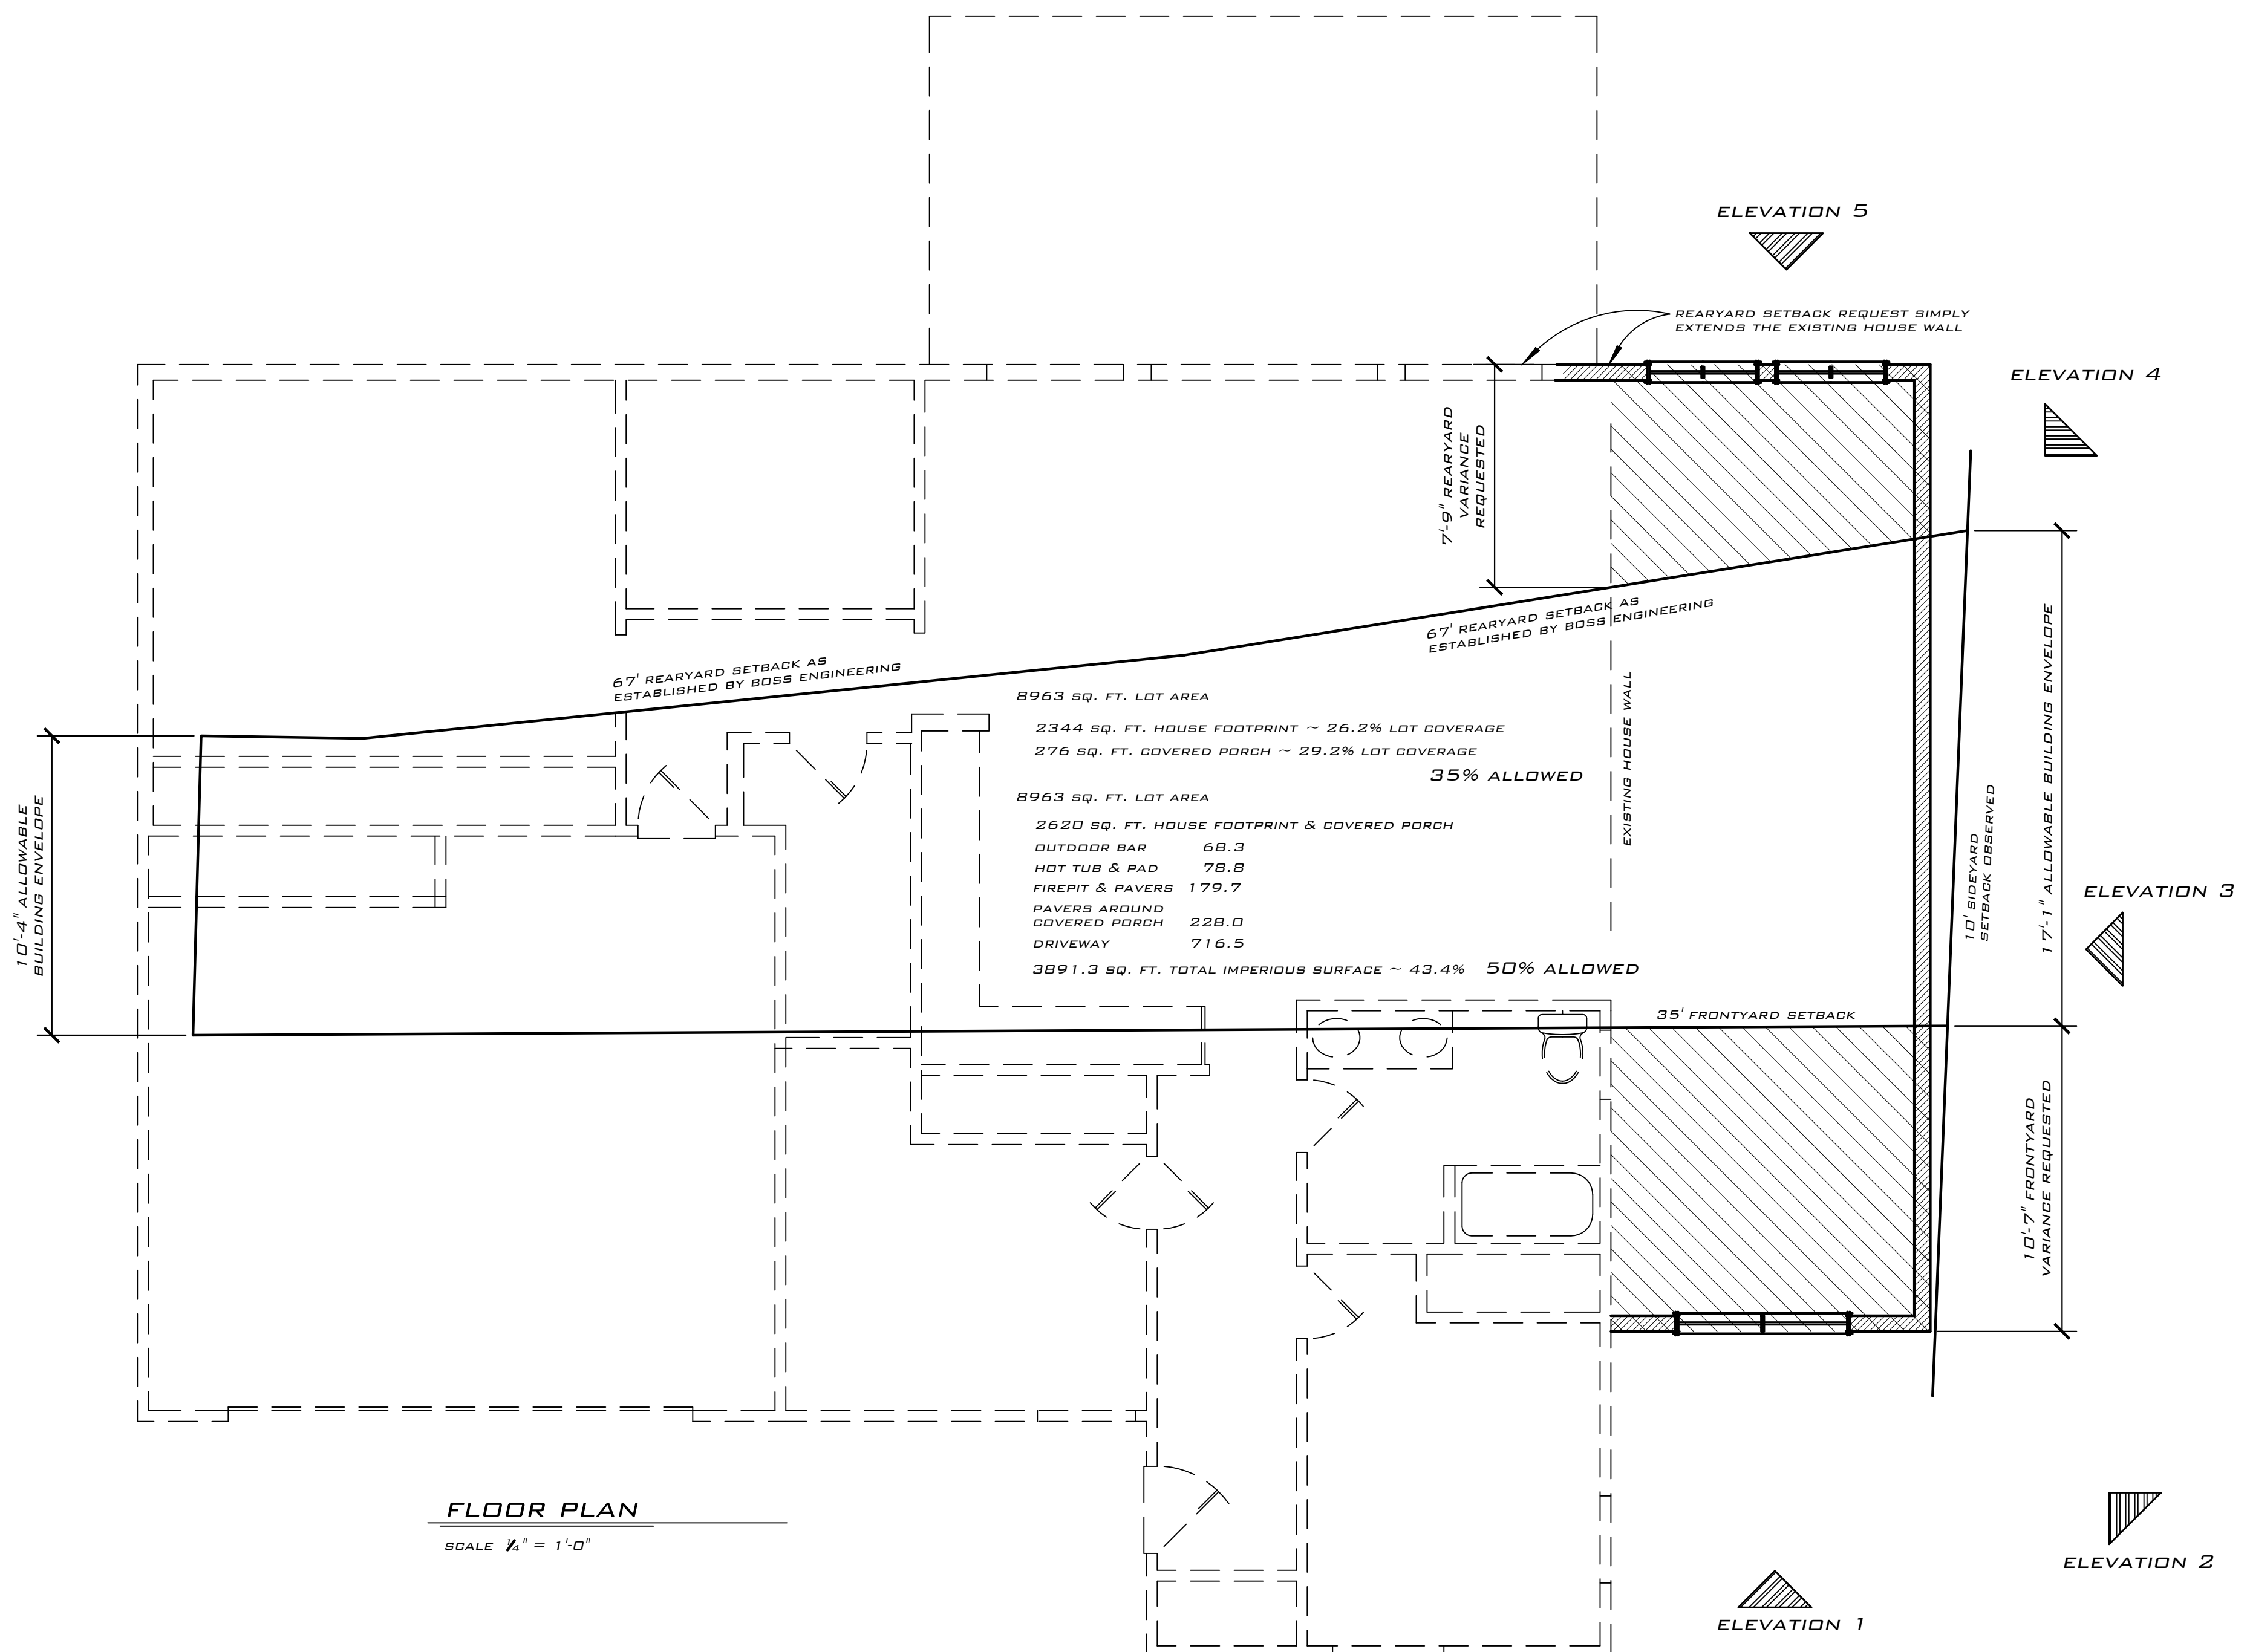 ELEVATION 5
REARYARD SETBACK REQUEST SIMPLY
EXTENDS THE EXISTING HOUSE WALL
ELEVATION 4
7'-9" REARYARD
VARIANCE
REQUESTED
67' REARYARD SETBACK AS
ESTABLISHED BY BOSS ENGINEERING
67' REARYARD SETBACK AS
ESTABLISHED BY BOSS ENGINEERING
8963 SQ. FT. LOT AREA
2344 SQ. FT. HOUSE FOOTPRINT ~ 26.2% LOT COVERAGE
276 SQ. FT. COVERED PORCH ~ 29.2% LOT COVERAGE
35% ALLOWED
8963 SQ. FT. LOT AREA
2620 SQ. FT. HOUSE FOOTPRINT & COVERED PORCH
OUTDOOR BAR 68.3
HOT TUB & PAD 78.8
FIREPIT & PAVERS 179.7
PAVERS AROUND
COVERED PORCH 228.0
DRIVEWAY 716.5
3891.3 SQ. FT. TOTAL IMPERIOUS SURFACE ~ 43.4% 50% ALLOWED
EXISTING HOUSE WALL
10' SIDEYARD
SETBACK OBSERVED
17'-1" ALLOWABLE BUILDING ENVELOPE
ELEVATION 3
10'-4" ALLOWABLE
BUILDING ENVELOPE
35' FRONTYARD SETBACK
10'-7" FRONTYARD
VARIANCE REQUESTED
FLOOR PLAN
SCALE ¼" = 1'-0"
ELEVATION 2
ELEVATION 1